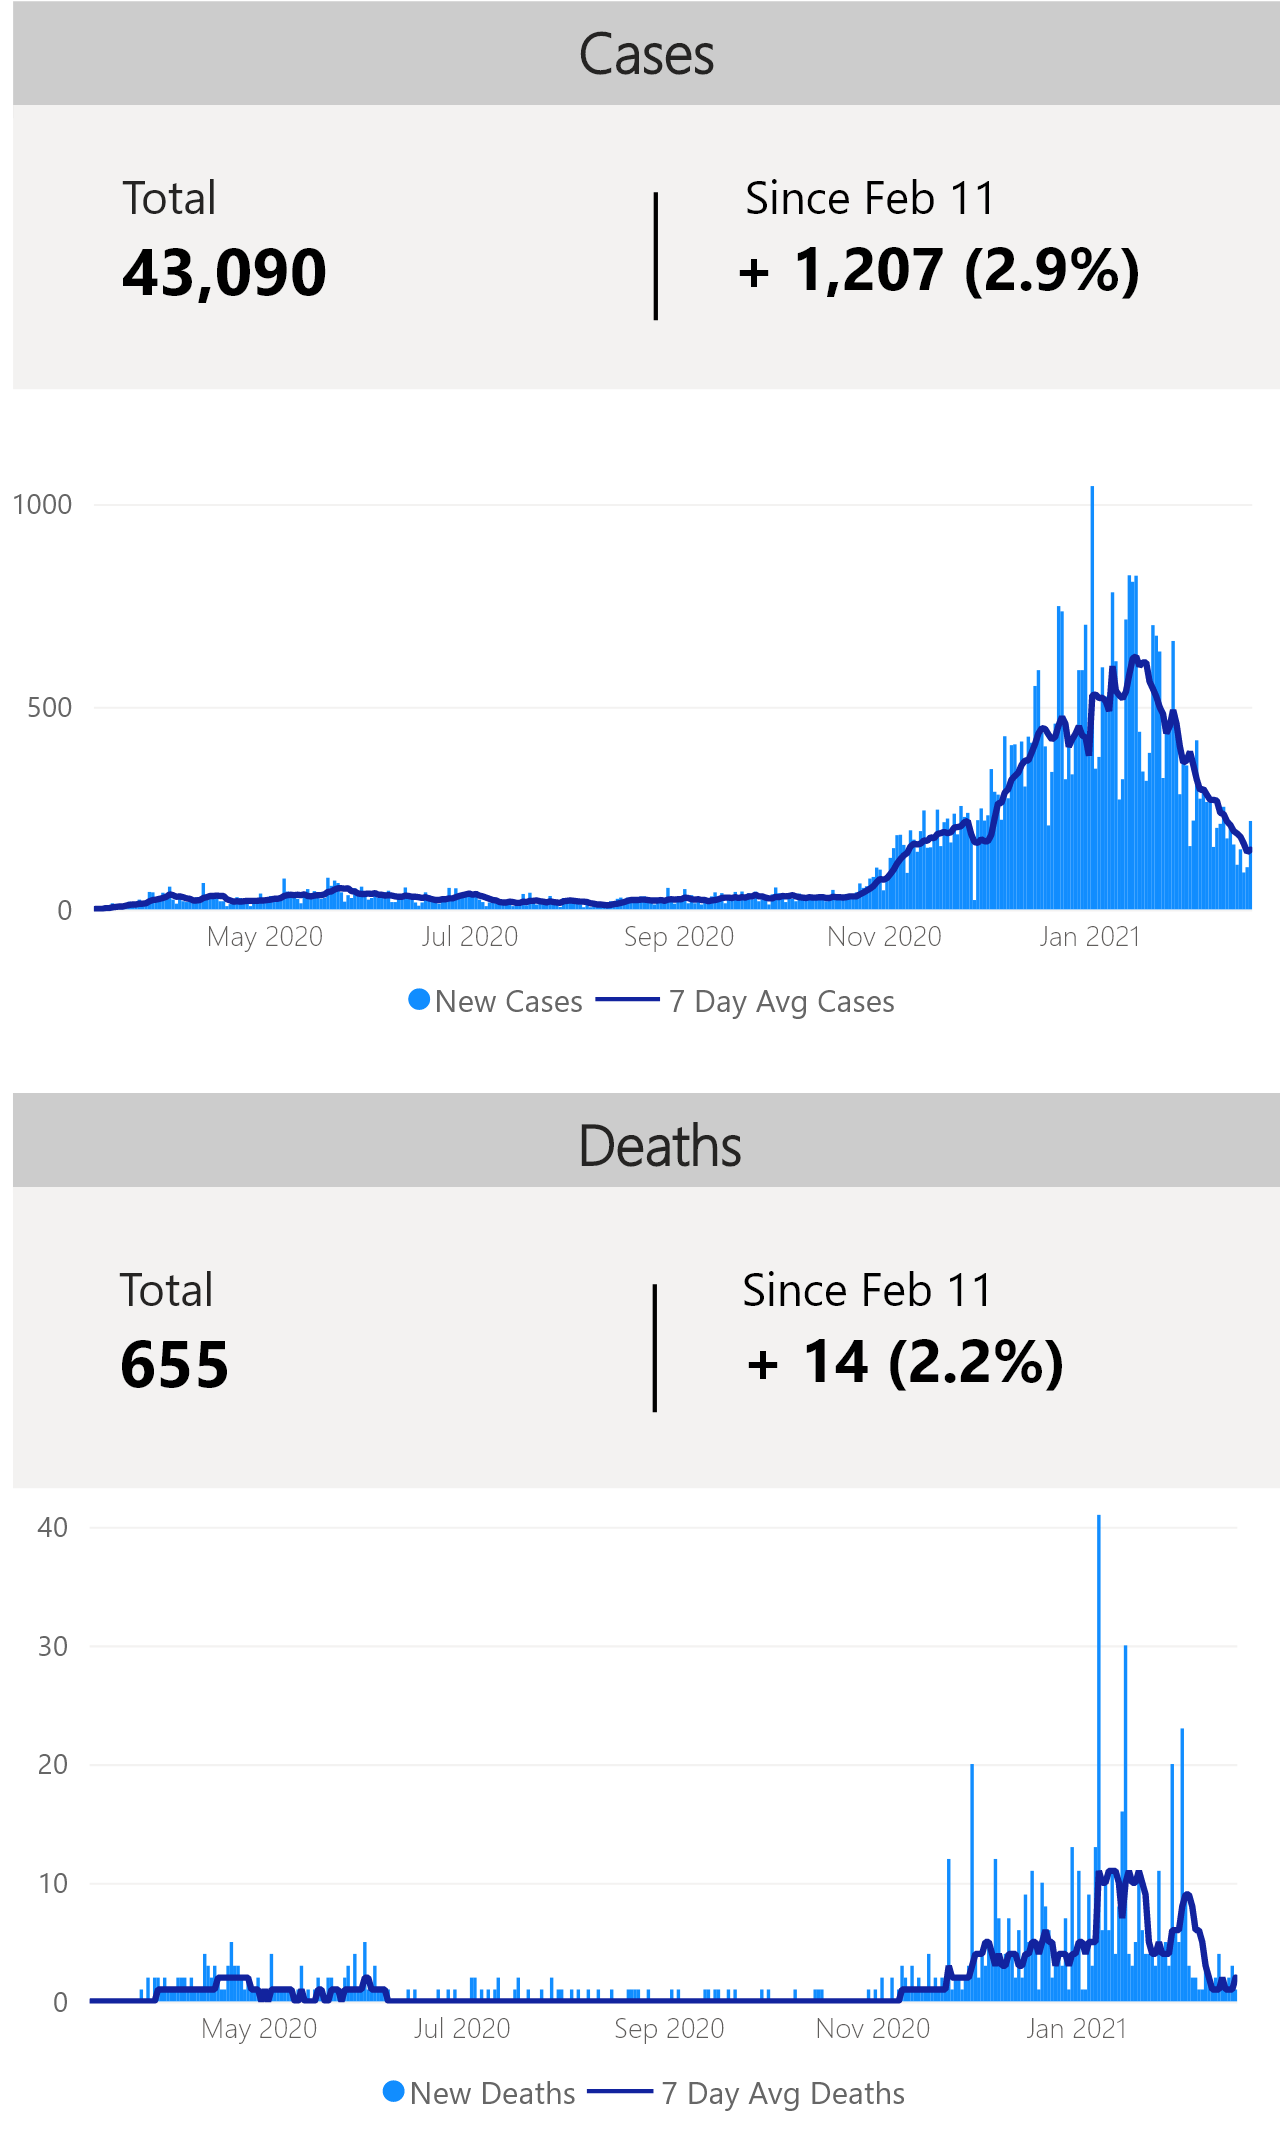 Cases
Total
Since Feb 11
43,090
+ 1,207 (2.9%)
1000
500
0
May 2020
Jul 2020
Sep 2020
Nov 2020
Jan 2021
New Cases
7 Day Avg Cases
Deaths
Total
Since Feb 11
655
+ 14 (2.2%)
40
30
20
10
0
May 2020
Jul 2020
Sep 2020
Nov 2020
Jan 2021
New Deaths
7 Day Avg Deaths